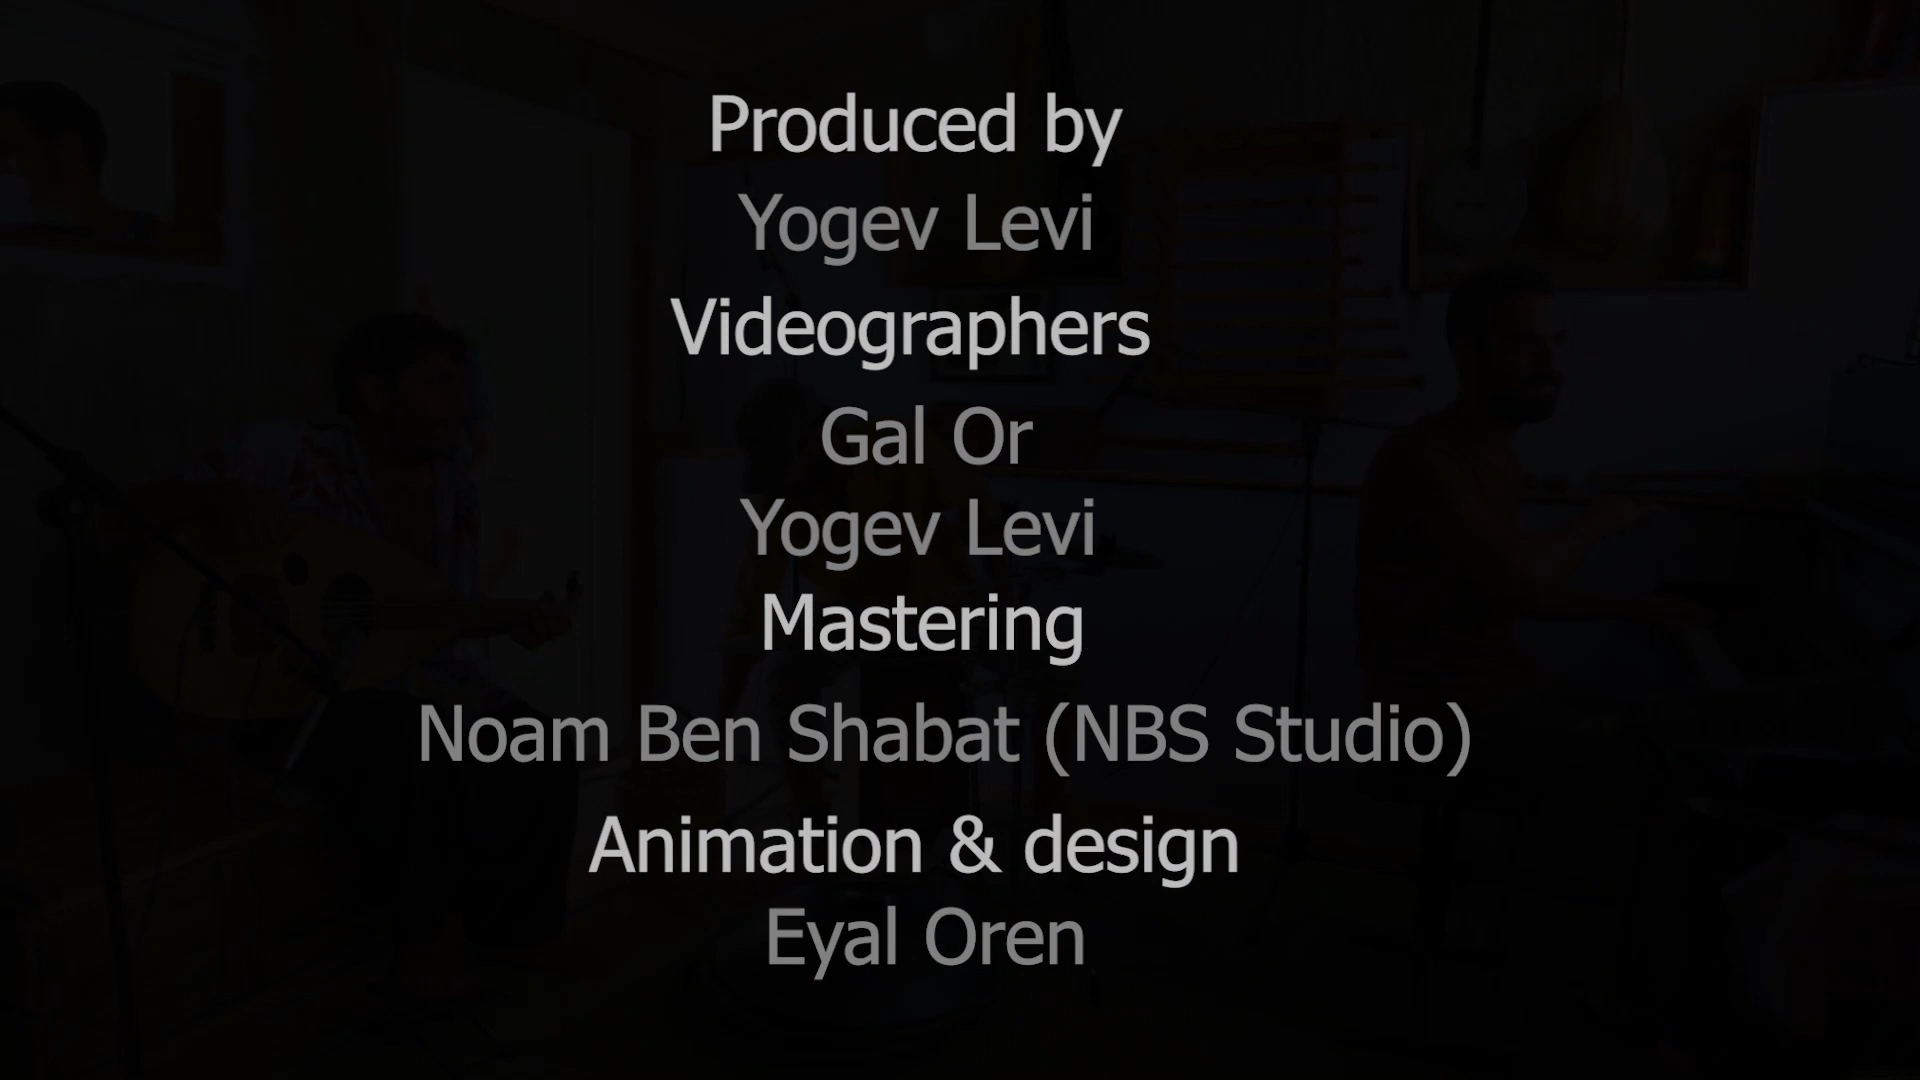 Produced by
Yogev Levi
Videographers
Gal Or
Yogev Levi
Mastering
Noam Ben Shabat (NBS Studio)
Animation & design
Eyal Oren